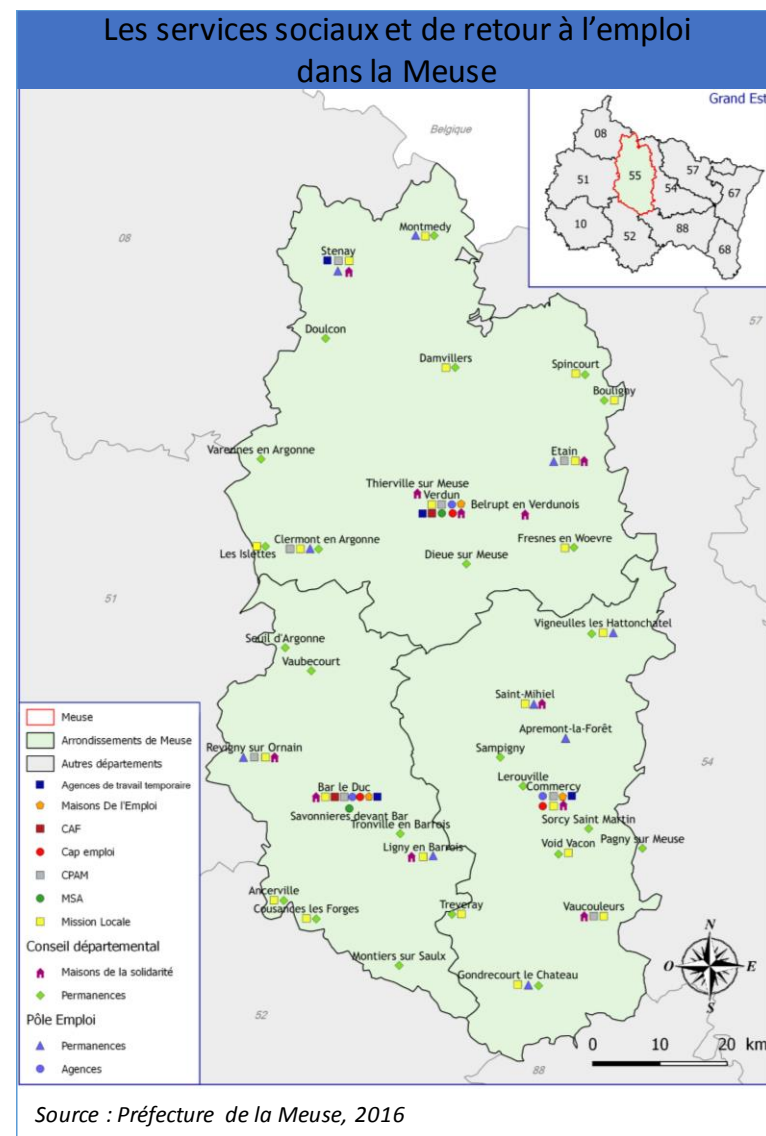 Les services sociaux et de retour à l'emploi
dans la Meuse
Grand Est
Belgique
08
51
10
55
52
57
54
88
67
68
08
57
51
54
52
88
Montmedy
Stenay
Doulcon
Damvillers
Spincourt
Bouligny
Varennes en Argonne
Etain
Thierville sur Meuse
Verdun
Belrupt en Verdunois
Clermont en Argonne
Les Islettes
Dieue sur Meuse
Fresnes en Woevre
Seuil d'Argonne
Vaubecourt
Vigneulles les Hattonchatel
Saint-Mihiel
Apremont-la-Forêt
Revigny sur Ornain
Sampigny
Bar le Duc
Lerouville
Commercy
Savonnieres devant Bar
Tronville en Barrois
Sorcy Saint Martin
Pagny sur Meuse
Void Vacon
Ligny en Barrois
Ancerville
Cousandes les Forges
Treveray
Vaucouleurs
Montiers sur Saulx
Gondrecourt le Chateau
Meuse
Arrondissements de Meuse
Autres départements
Agences de travail temporaire
Maisons De l'Emploi
CAF
Cap emploi
CPAM
MSA
Mission Locale
Conseil départemental
Maisons de la solidarité
Permanences
Pôle Emploi
Permanences
Agences
N
O
E
S
0 10 20 km
Source : Préfecture de la Meuse, 2016